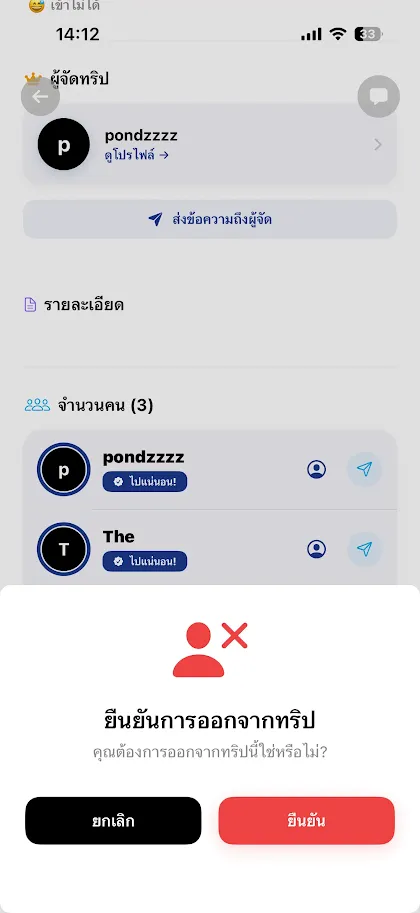 😅 เข้าไม่ได้
14:12
33
ผู้จัดทริป
p
pondzzzz
ดูโปรไฟล์ →
ส่งข้อความถึงผู้จัด
รายละเอียด
จำนวนคน (3)
p
pondzzzz
ไปแน่นอน!
T
The
ไปแน่นอน!
ยืนยันการออกจากทริป
คุณต้องการออกจากทริปนี้ใช่หรือไม่?
ยกเลิก
ยืนยัน